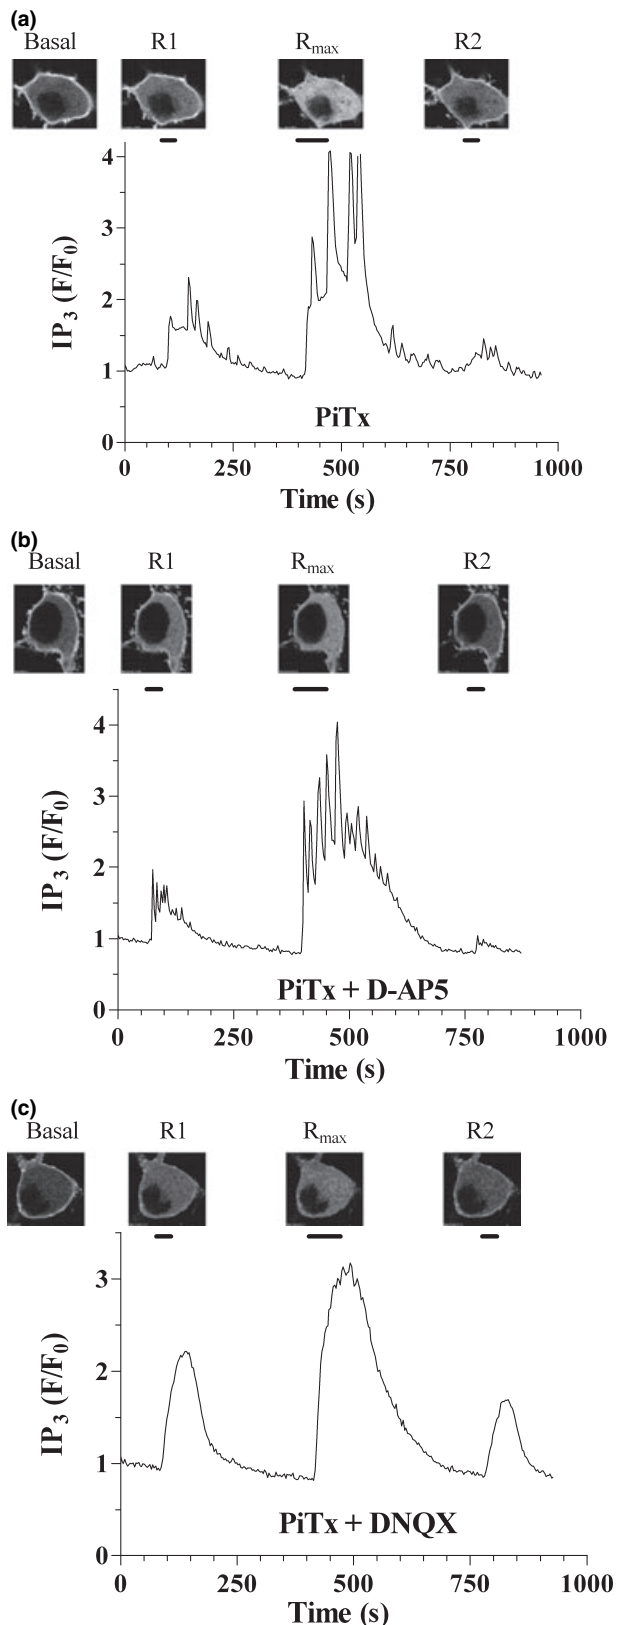 (a)
Basal R1 Rmax R2
4
3
2
1
0
IP3 (F/F0)
PiTx
0 250 500 750 1000
Time (s)
(b)
Basal R1 Rmax R2
4
3
2
1
0
IP3 (F/F0)
PiTx + D-AP5
0 250 500 750 1000
Time (s)
(c)
Basal R1 Rmax R2
3
2
1
0
IP3 (F/F0)
PiTx + DNQX
0 250 500 750 1000
Time (s)